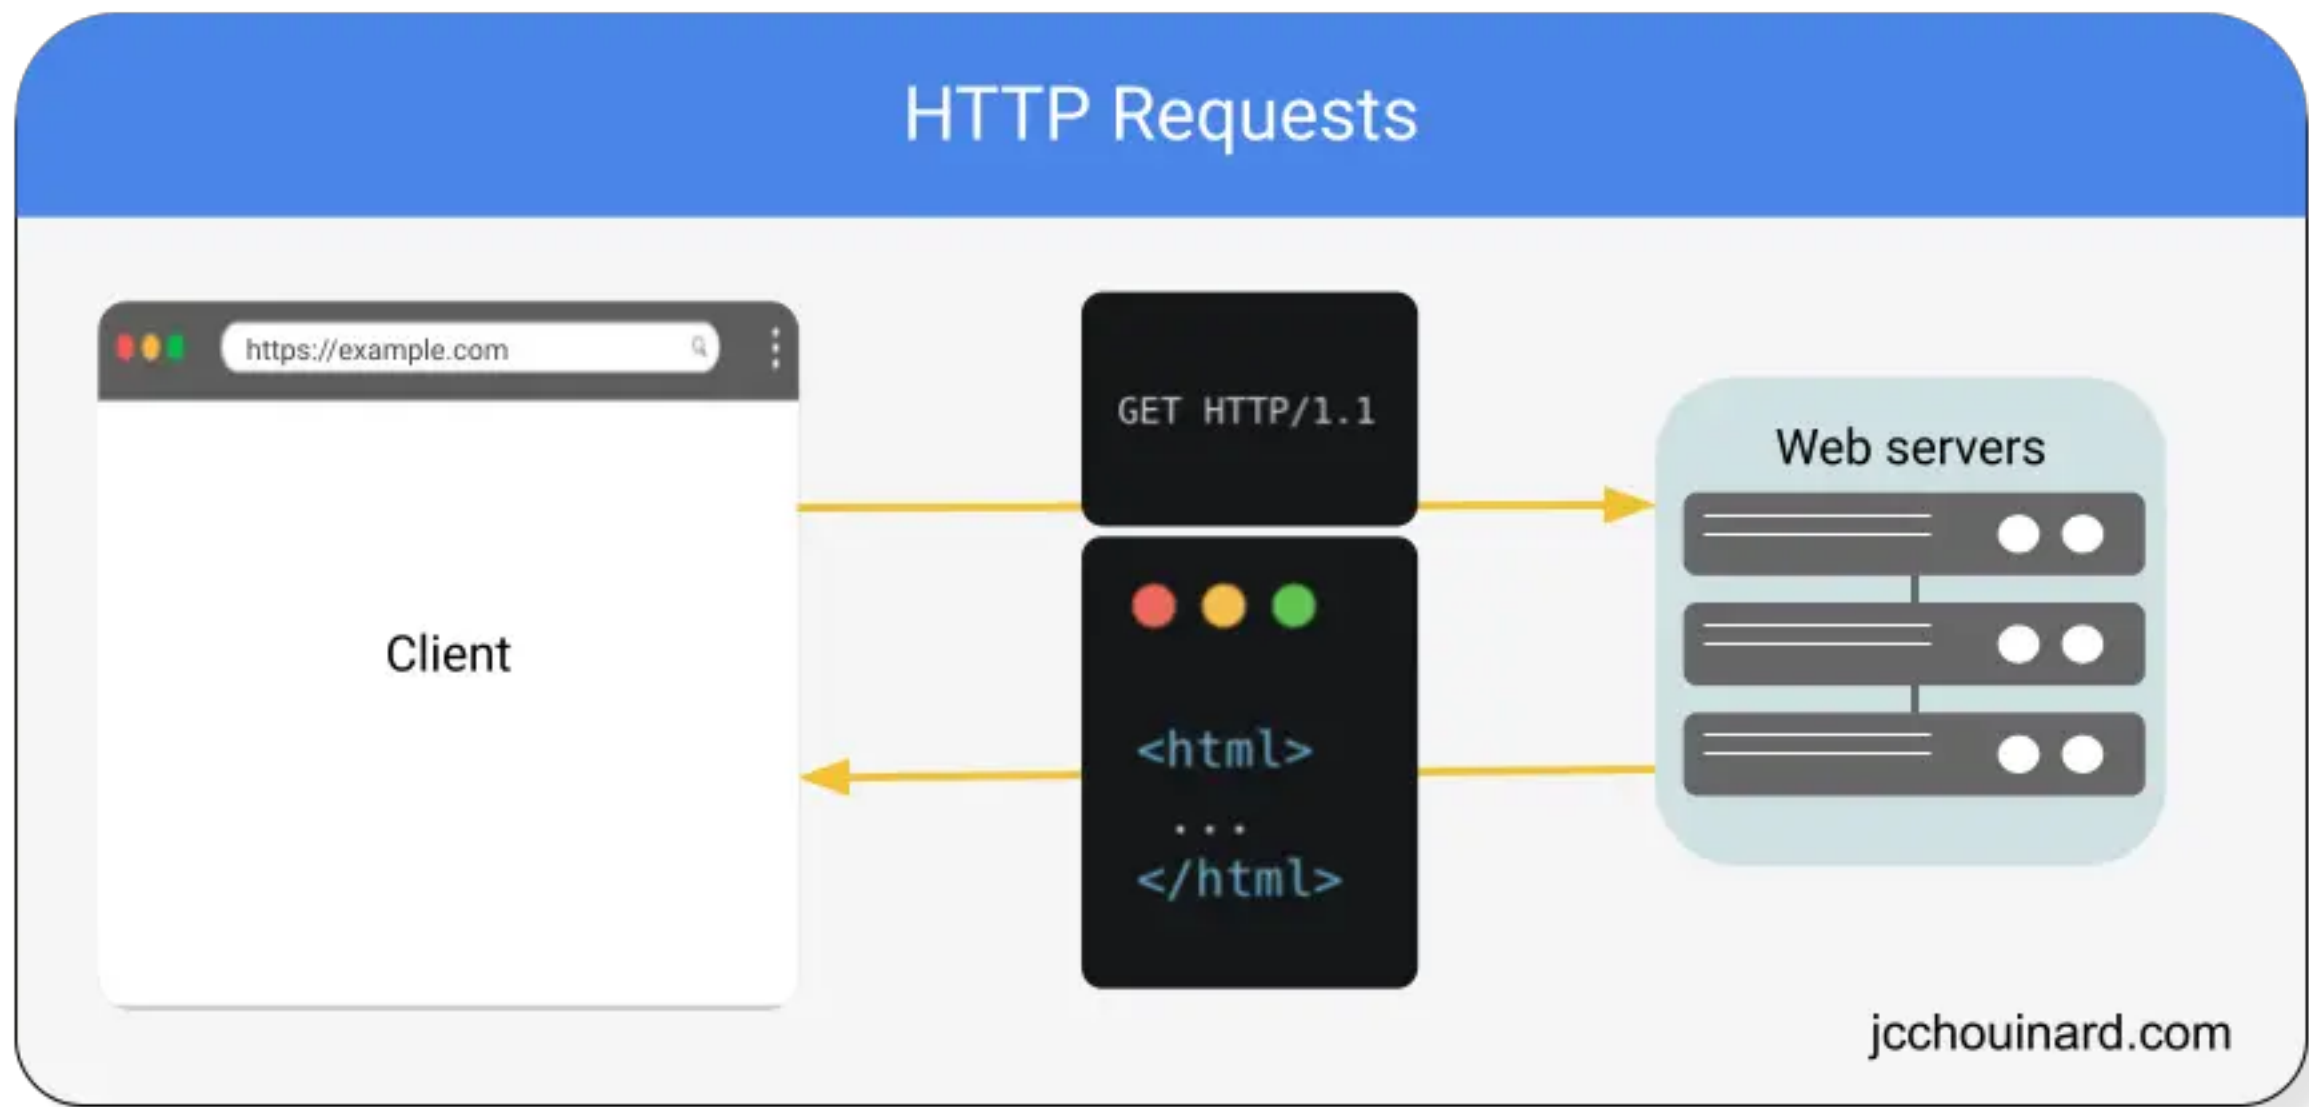 HTTP Requests
https://example.com
Client
GET HTTP/1.1
<html>
...
</html>
Web servers
jcchouinard.com